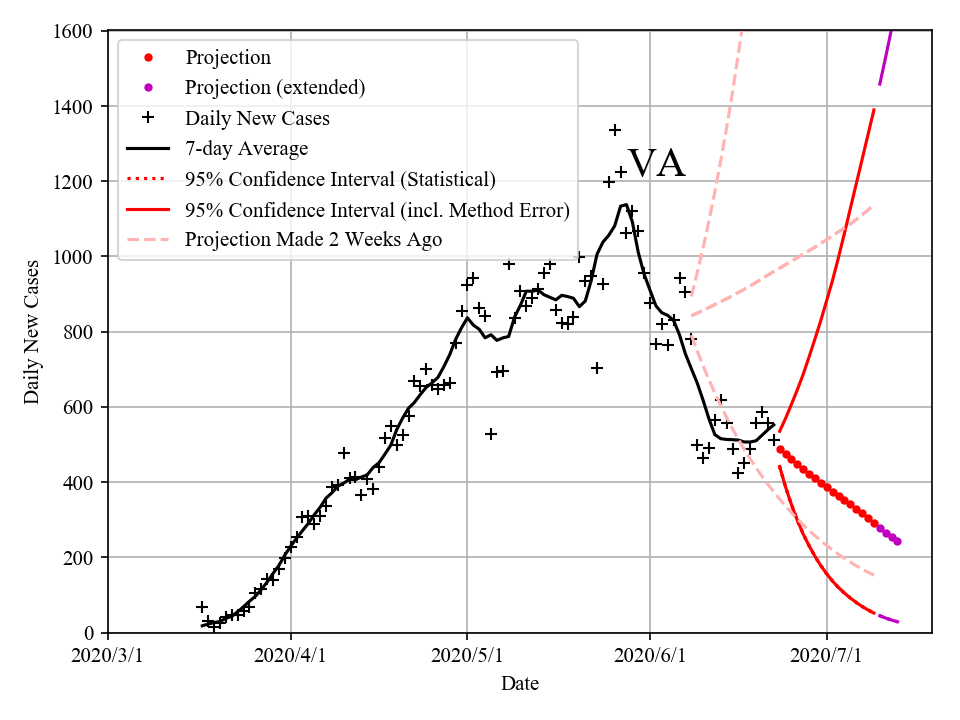 1600
1400
1200
1000
800
600
400
200
0
Daily New Cases
Projection
Projection (extended)
Daily New Cases
7-day Average
95% Confidence Interval (Statistical)
95% Confidence Interval (incl. Method Error)
Projection Made 2 Weeks Ago
VA
2020/3/1 2020/4/1 2020/5/1 2020/6/1 2020/7/1
Date